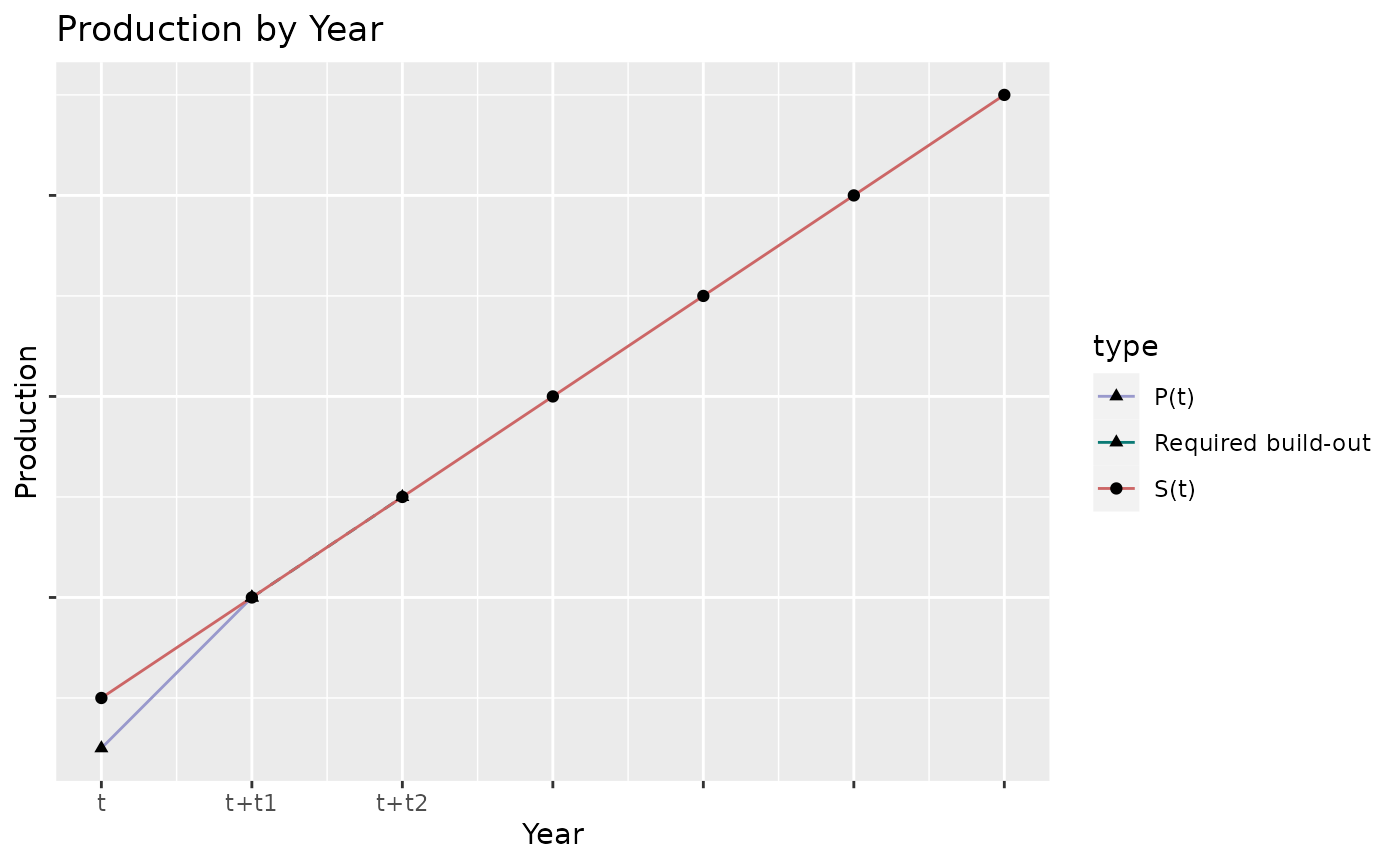 Production by Year
Production
type
P(t)
Required build-out
S(t)
t
t+t1
t+t2
Year